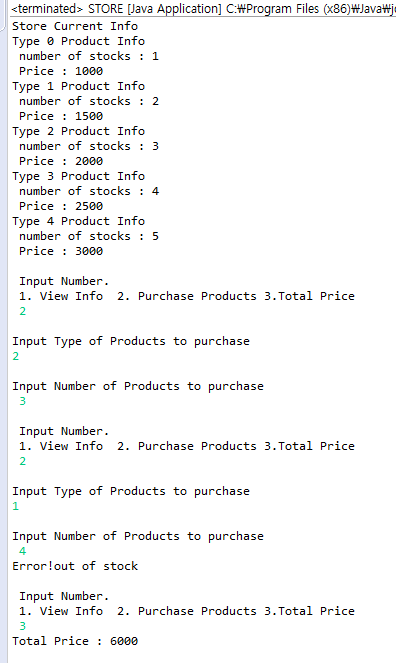 <terminated> STORE [Java Application] C:₩Program Files (x86)₩Java₩j
Store Current Info
Type 0 Product Info
number of stocks : 1
Price : 1000
Type 1 Product Info
number of stocks : 2
Price : 1500
Type 2 Product Info
number of stocks : 3
Price : 2000
Type 3 Product Info
number of stocks : 4
Price : 2500
Type 4 Product Info
number of stocks : 5
Price : 3000
Input Number.
1. View Info  2. Purchase Products 3.Total Price
2
Input Type of Products to purchase
2
Input Number of Products to purchase
3
Input Number.
1. View Info  2. Purchase Products 3.Total Price
2
Input Type of Products to purchase
1
Input Number of Products to purchase
4
Error!out of stock
Input Number.
1. View Info  2. Purchase Products 3.Total Price
3
Total Price : 6000